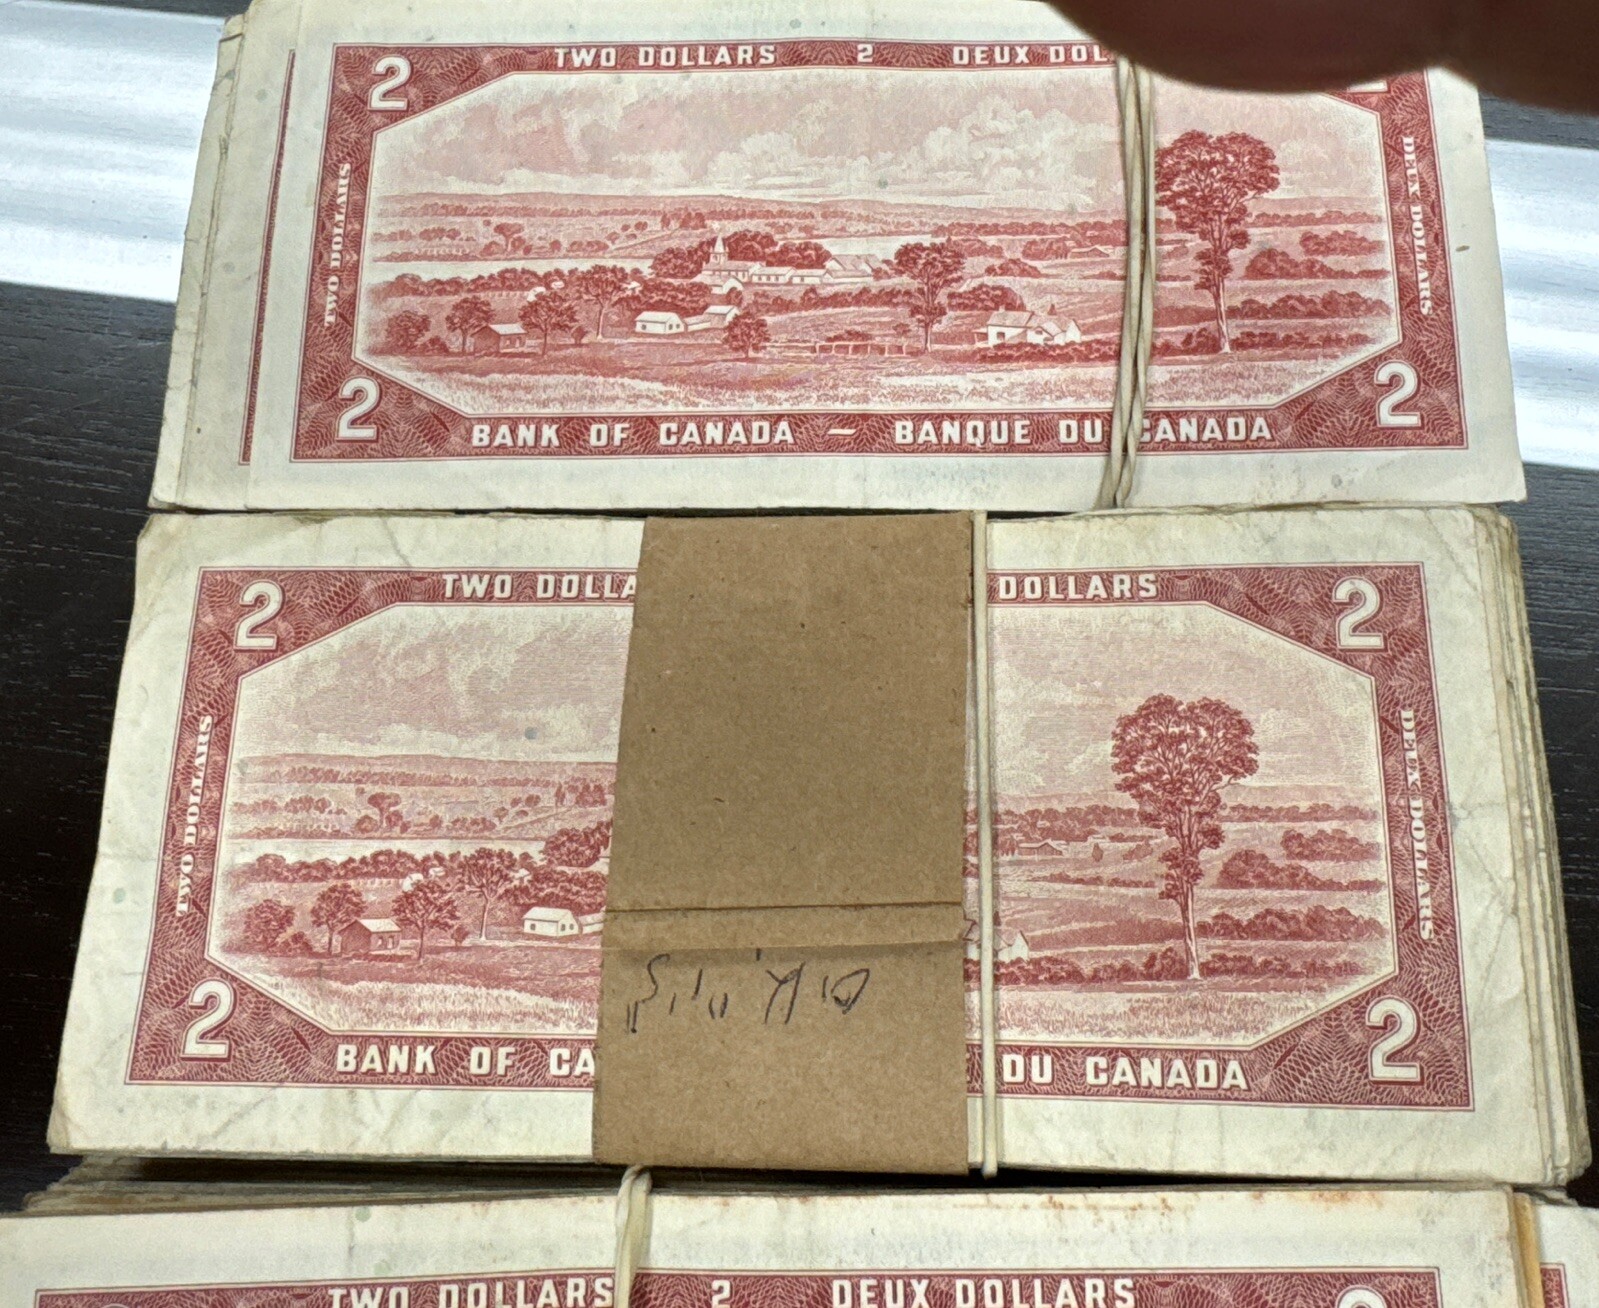 TWO DOLLARS 2 DEUX DOL
2
TWO DOLLARS
DEUX DOLLARS
2 2
BANK OF CANADA — BANQUE DU CANADA
TWO DOLLA DOLLARS
2 2
TWO DOLLARS
DEUX DOLLARS
2 2
BANK OF CA DU CANADA
TWO DOLLARS 2 DEUX DOLLARS